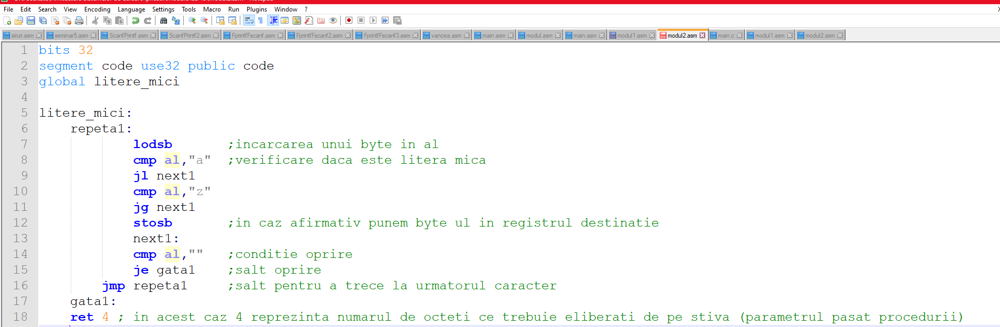 File Edit Search View Encoding Language Settings Tools Macro Run Plugins Window ?
siruri.asm seminar5.asm ScanfPrintf.asm ScanfPrintf2.asm FprintfFscanf.asm FprintfFscanf2.asm FprintfFscanf3.asm vancea.asm main.asm modul.asm main.asm modul1.asm modul2.asm main.c modul1.asm modul2.asm
1 bits 32
2 segment code use32 public code
3 global litere_mici
4
5 litere_mici:
6 repeta1:
7 lodsb ;incarcarea unui byte in al
8 cmp al,"a" ;verificare daca este litera mica
9 jl next1
10 cmp al,"z"
11 jg next1
12 stosb ;in caz afirmativ punem byte ul in registrul destinatie
13 next1:
14 cmp al,"" ;conditie oprire
15 je gata1 ;salt oprire
16 jmp repeta1 ;salt pentru a trece la urmatorul caracter
17 gata1:
18 ret 4 ; in acest caz 4 reprezinta numarul de octeti ce trebuie eliberati de pe stiva (parametrul pasat procedurii)